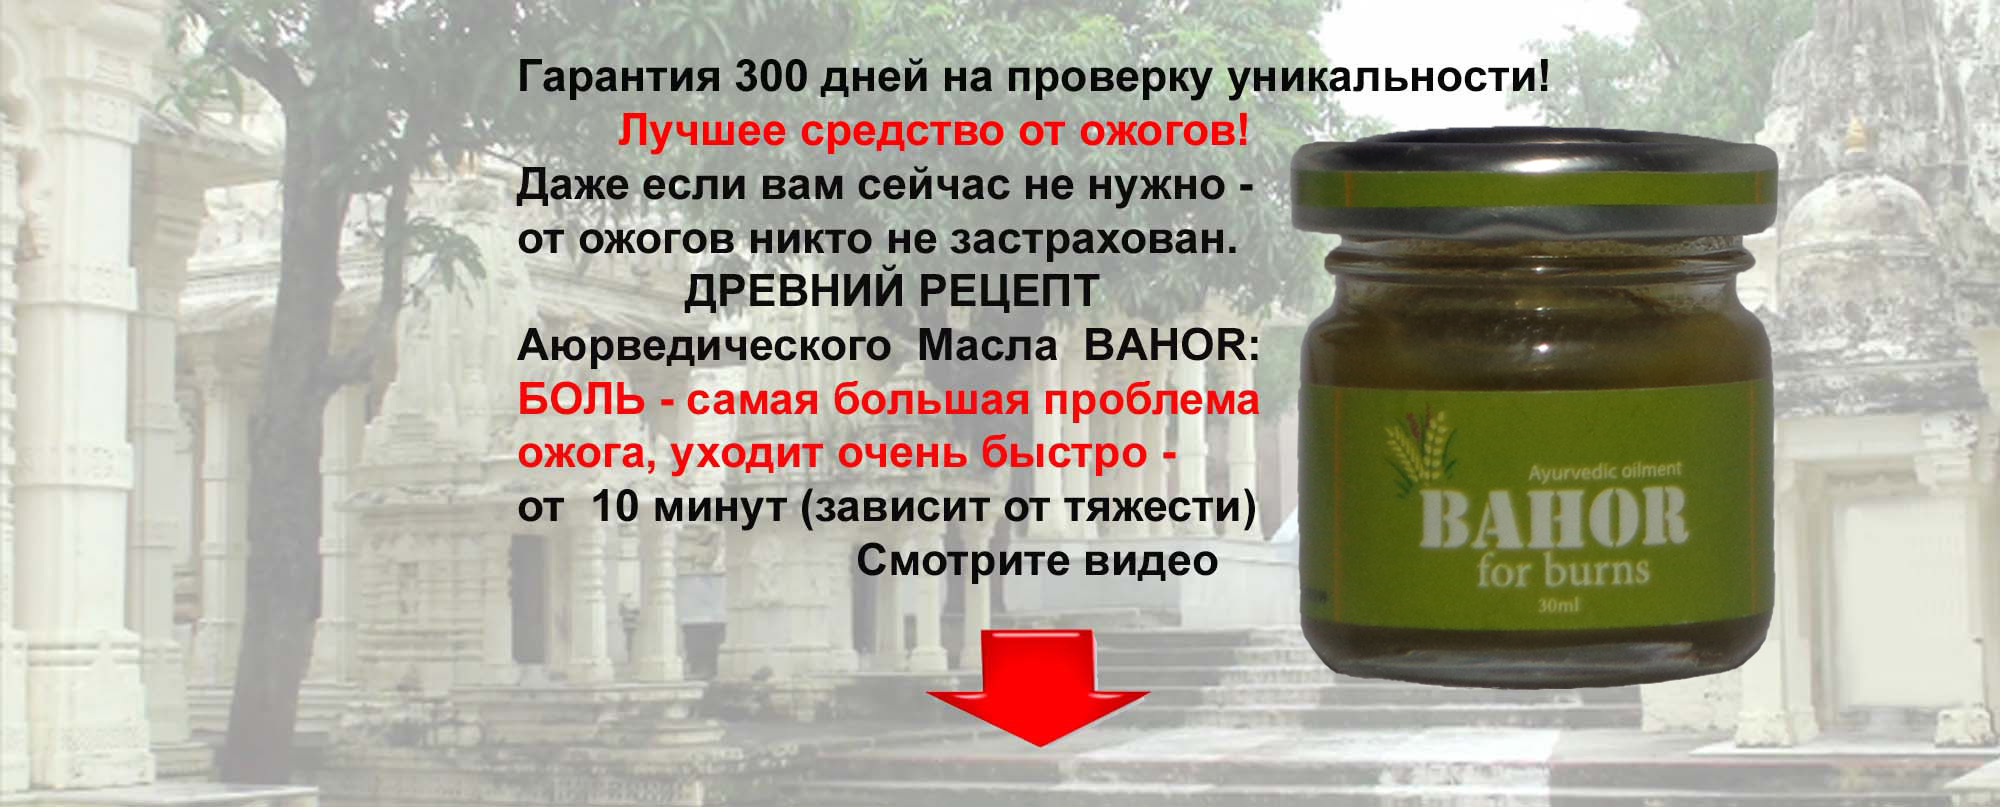 Гарантия 300 дней на проверку уникальности!
Лучшее средство от ожогов!
Даже если вам сейчас не нужно -
от ожогов никто не застрахован.
ДРЕВНИЙ РЕЦЕПТ
Аюрведического Масла BAHOR:
БОЛЬ - самая большая проблема
ожога, уходит очень быстро -
от 10 минут (зависит от тяжести)
Смотрите видео
Ayurvedic oilment
BAHOR
for burns
30ml